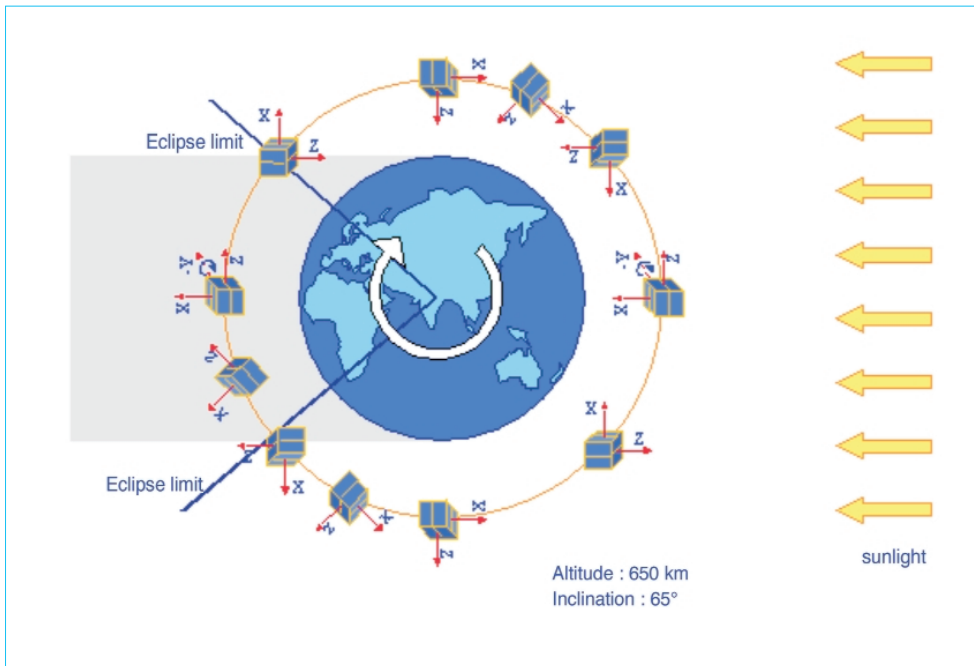 X
Z
X
Z
X
Z
Eclipse limit
Z
X
Z
X
-Y
Z
X
-Y
Z
X
Z
X
X
Z
Z
X
Eclipse limit
Z
X
X
Z
sunlight
Altitude : 650 km
Inclination : 65°